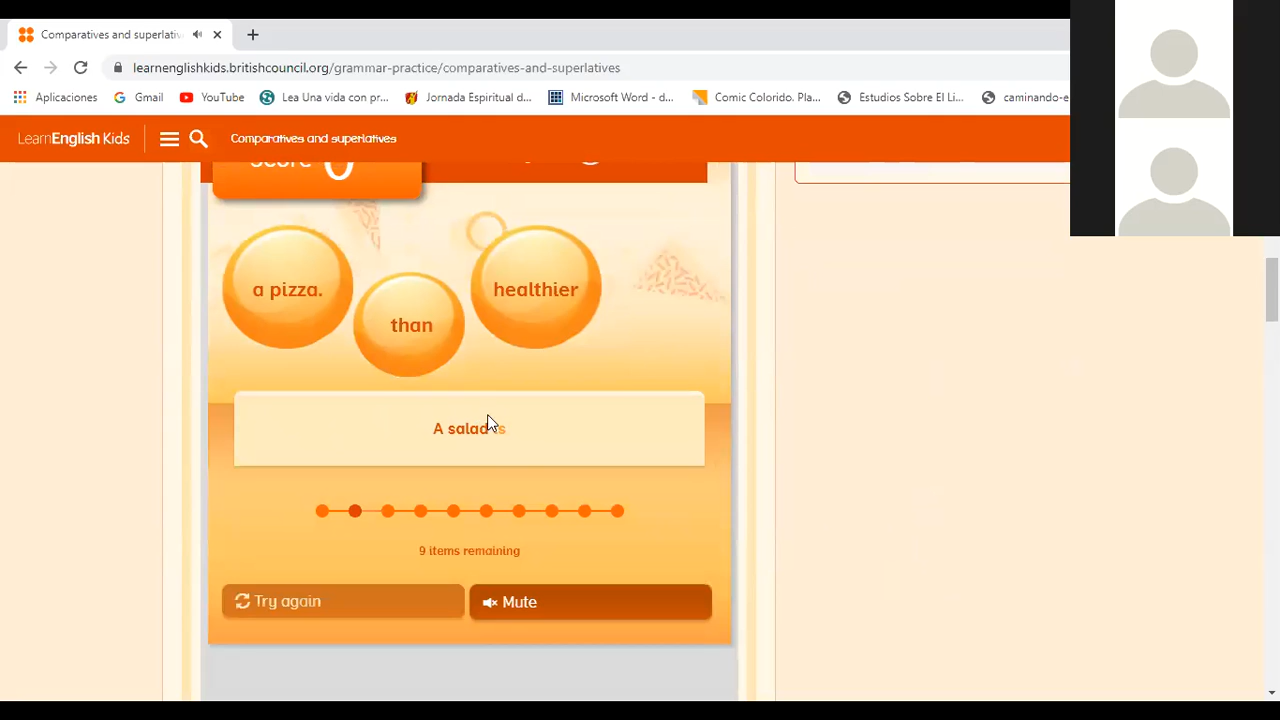 Comparatives and superlativ
learnenglishkids.britishcouncil.org/grammar-practice/comparatives-and-superlatives
Aplicaciones Gmail YouTube Lea Una vida con pr... Jornada Espiritual d... Microsoft Word - d... Comic Colorido. Pla... Estudios Sobre El Li... caminando-e
LearnEnglish Kids Comparatives and superlatives
Score 0
a pizza. than healthier
A salad is
9 items remaining
Try again Mute